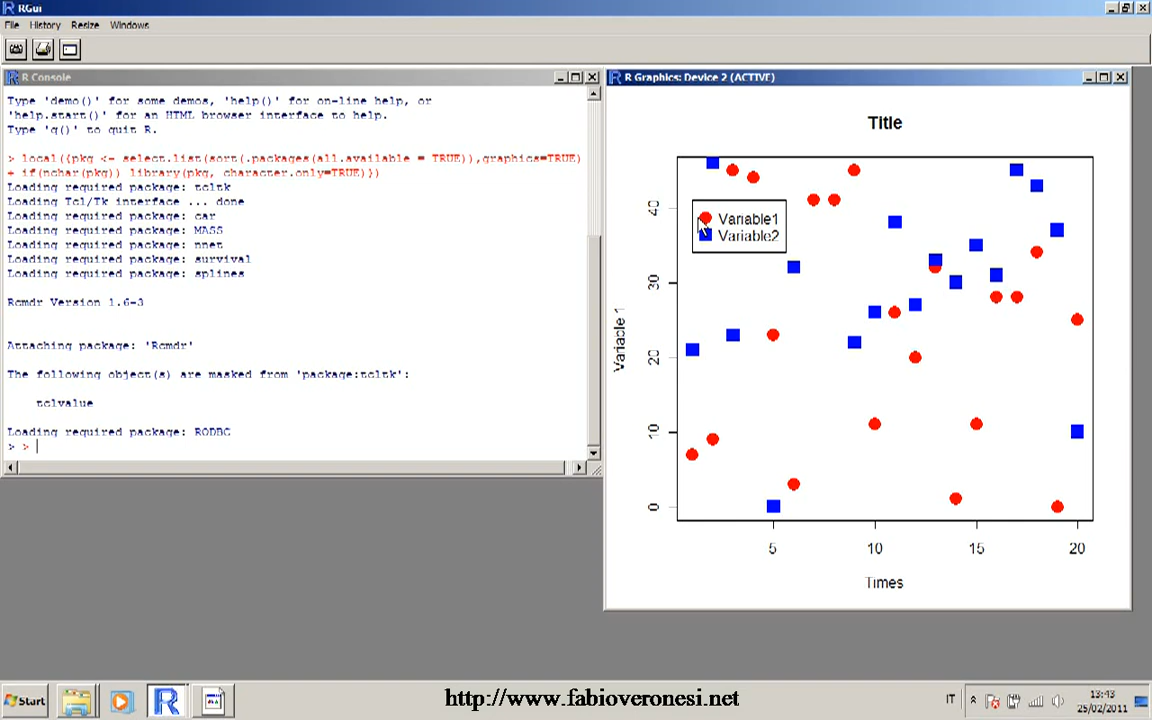 RGui
File History Resize Windows
R Console
Type 'demo()' for some demos, 'help()' for on-line help, or
'help.start()' for an HTML browser interface to help.
Type 'q()' to quit R.
> local({pkg <- select.list(sort(.packages(all.available = TRUE)),graphics=TRUE)
+ if(nchar(pkg)) library(pkg, character.only=TRUE)})
Loading required package: tcltk
Loading Tcl/Tk interface ... done
Loading required package: car
Loading required package: MASS
Loading required package: nnet
Loading required package: survival
Loading required package: splines
Rcmdr Version 1.6-3
Attaching package: 'Rcmdr'
The following object(s) are masked from 'package:tcltk':
tclvalue
Loading required package: RODBC
> >
R Graphics: Device 2 (ACTIVE)
Title
Variable1
Variable2
Variable 1
40
30
20
10
0
5 10 15 20
Times
Start
http://www.fabioveronesi.net
IT
13:43
25/02/2011